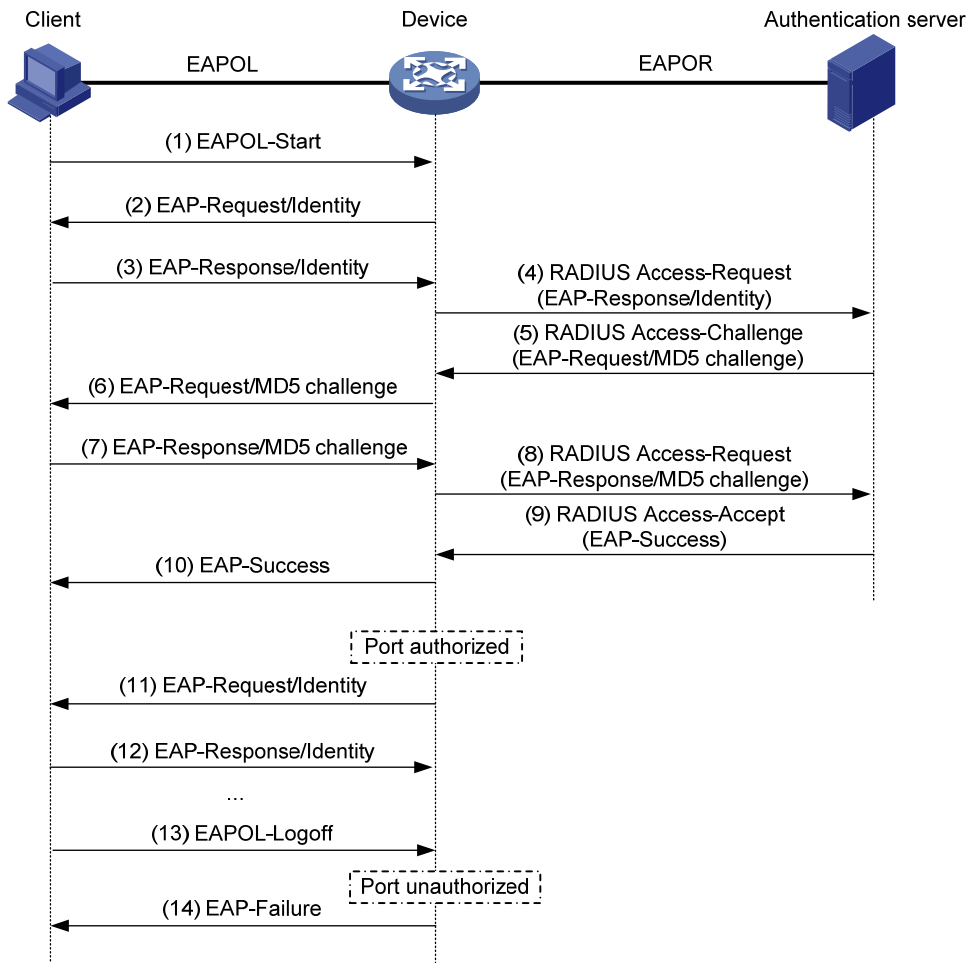 Client
Device
Authentication server
EAPOL
EAPOR
(1) EAPOL-Start
(2) EAP-Request/Identity
(3) EAP-Response/Identity
(4) RADIUS Access-Request
(EAP-Response/Identity)
(5) RADIUS Access-Challenge
(EAP-Request/MD5 challenge)
(6) EAP-Request/MD5 challenge
(7) EAP-Response/MD5 challenge
(8) RADIUS Access-Request
(EAP-Response/MD5 challenge)
(9) RADIUS Access-Accept
(EAP-Success)
(10) EAP-Success
Port authorized
(11) EAP-Request/Identity
(12) EAP-Response/Identity
...
(13) EAPOL-Logoff
Port unauthorized
(14) EAP-Failure